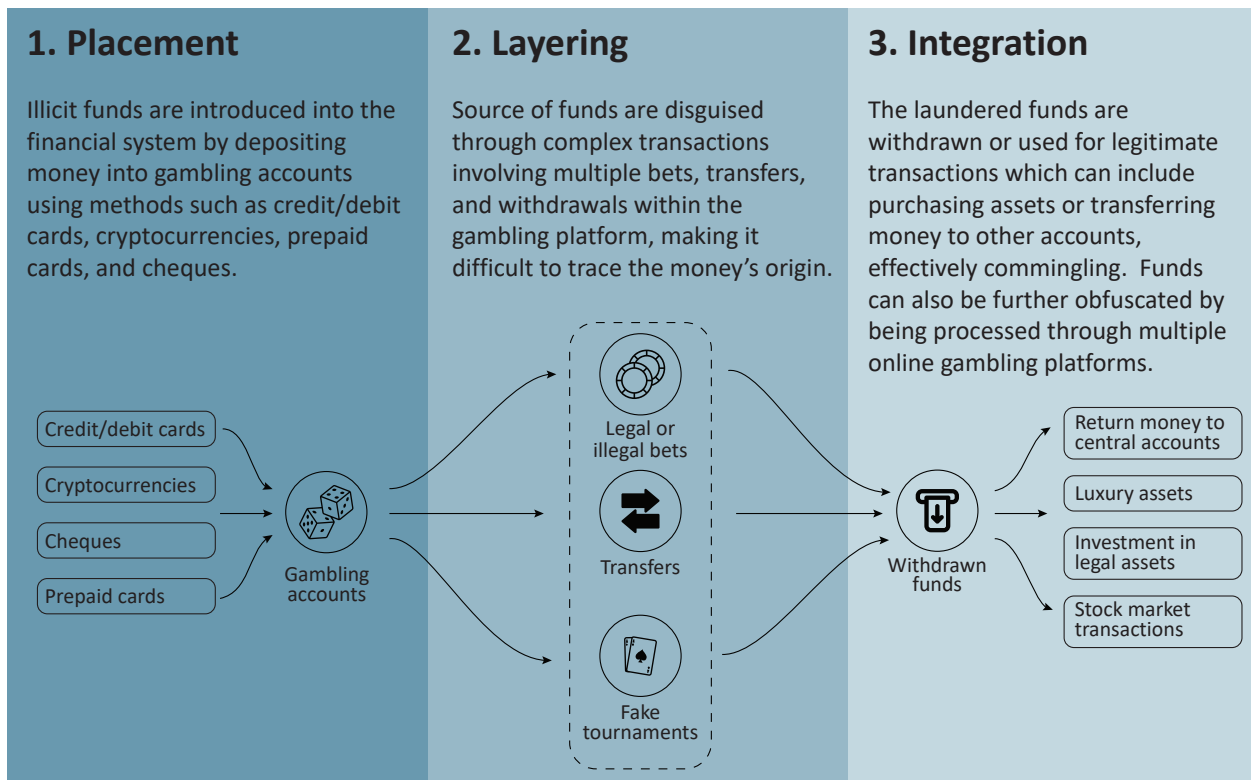 1. Placement
Illicit funds are introduced into the
financial system by depositing
money into gambling accounts
using methods such as credit/debit
cards, cryptocurrencies, prepaid
cards, and cheques.
Credit/debit cards
Cryptocurrencies
Cheques
Prepaid cards
Gambling
accounts
2. Layering
Source of funds are disguised
through complex transactions
involving multiple bets, transfers,
and withdrawals within the
gambling platform, making it
difficult to trace the money’s origin.
Legal or
illegal bets
Transfers
Fake
tournaments
3. Integration
The laundered funds are
withdrawn or used for legitimate
transactions which can include
purchasing assets or transferring
money to other accounts,
effectively commingling.  Funds
can also be further obfuscated by
being processed through multiple
online gambling platforms.
Withdrawn
funds
Return money to
central accounts
Luxury assets
Investment in
legal assets
Stock market
transactions